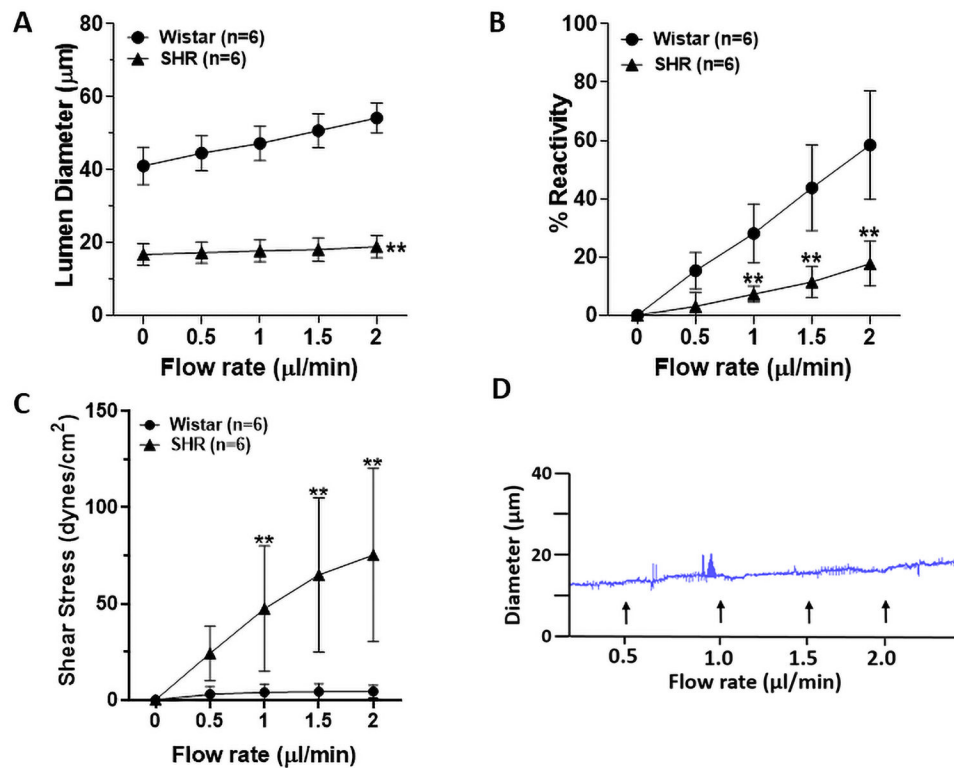 A
Lumen Diameter (μm)
80
60
40
20
0
Wistar (n=6)
SHR (n=6)
**
0 0.5 1 1.5 2
Flow rate (μl/min)
B
% Reactivity
100
80
60
40
20
0
Wistar (n=6)
SHR (n=6)
** ** **
0 0.5 1 1.5 2
Flow rate (μl/min)
C
Shear Stress (dynes/cm²)
150
100
50
0
Wistar (n=6)
SHR (n=6)
** ** **
0 0.5 1 1.5 2
Flow rate (μl/min)
D
Diameter (μm)
40
20
0
0.5 1.0 1.5 2.0
Flow rate (μl/min)